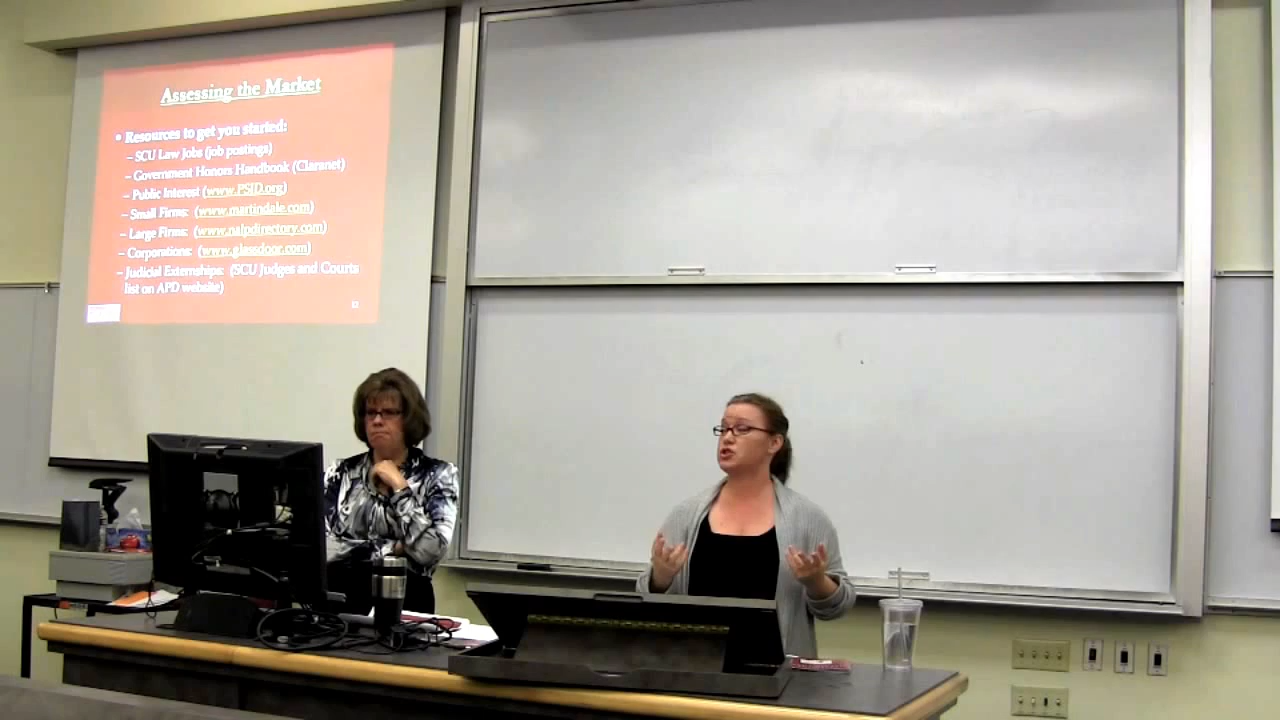 Assessing the Market
• Resources to get you started:
– SCU Law Jobs (job postings)
– Government Honors Handbook (Claranet)
– Public Interest (www.PSJD.org)
– Small Firms: (www.martindale.com)
– Large Firms: (www.nalpdirectory.com)
– Corporations: (www.glassdoor.com)
– Judicial Externships: (SCU Judges and Courts
list on APD website)